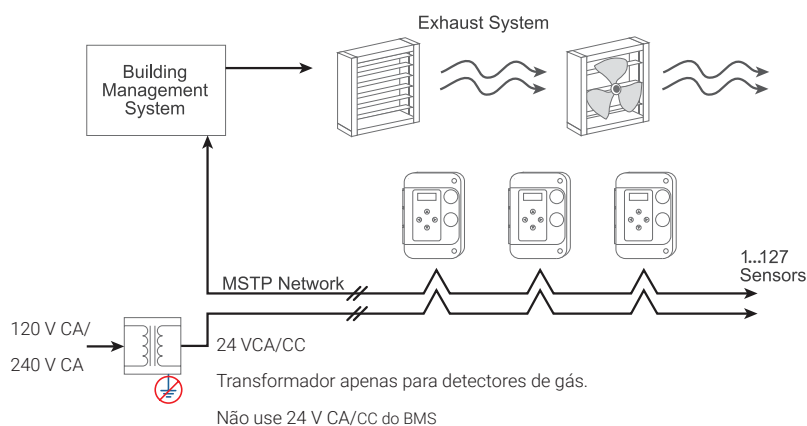 Exhaust System
Building
Management
System
MSTP Network
1...127
Sensors
120 V CA/
240 V CA
24 VCA/CC
Transformador apenas para detectores de gás.
Não use 24 V CA/CC do BMS